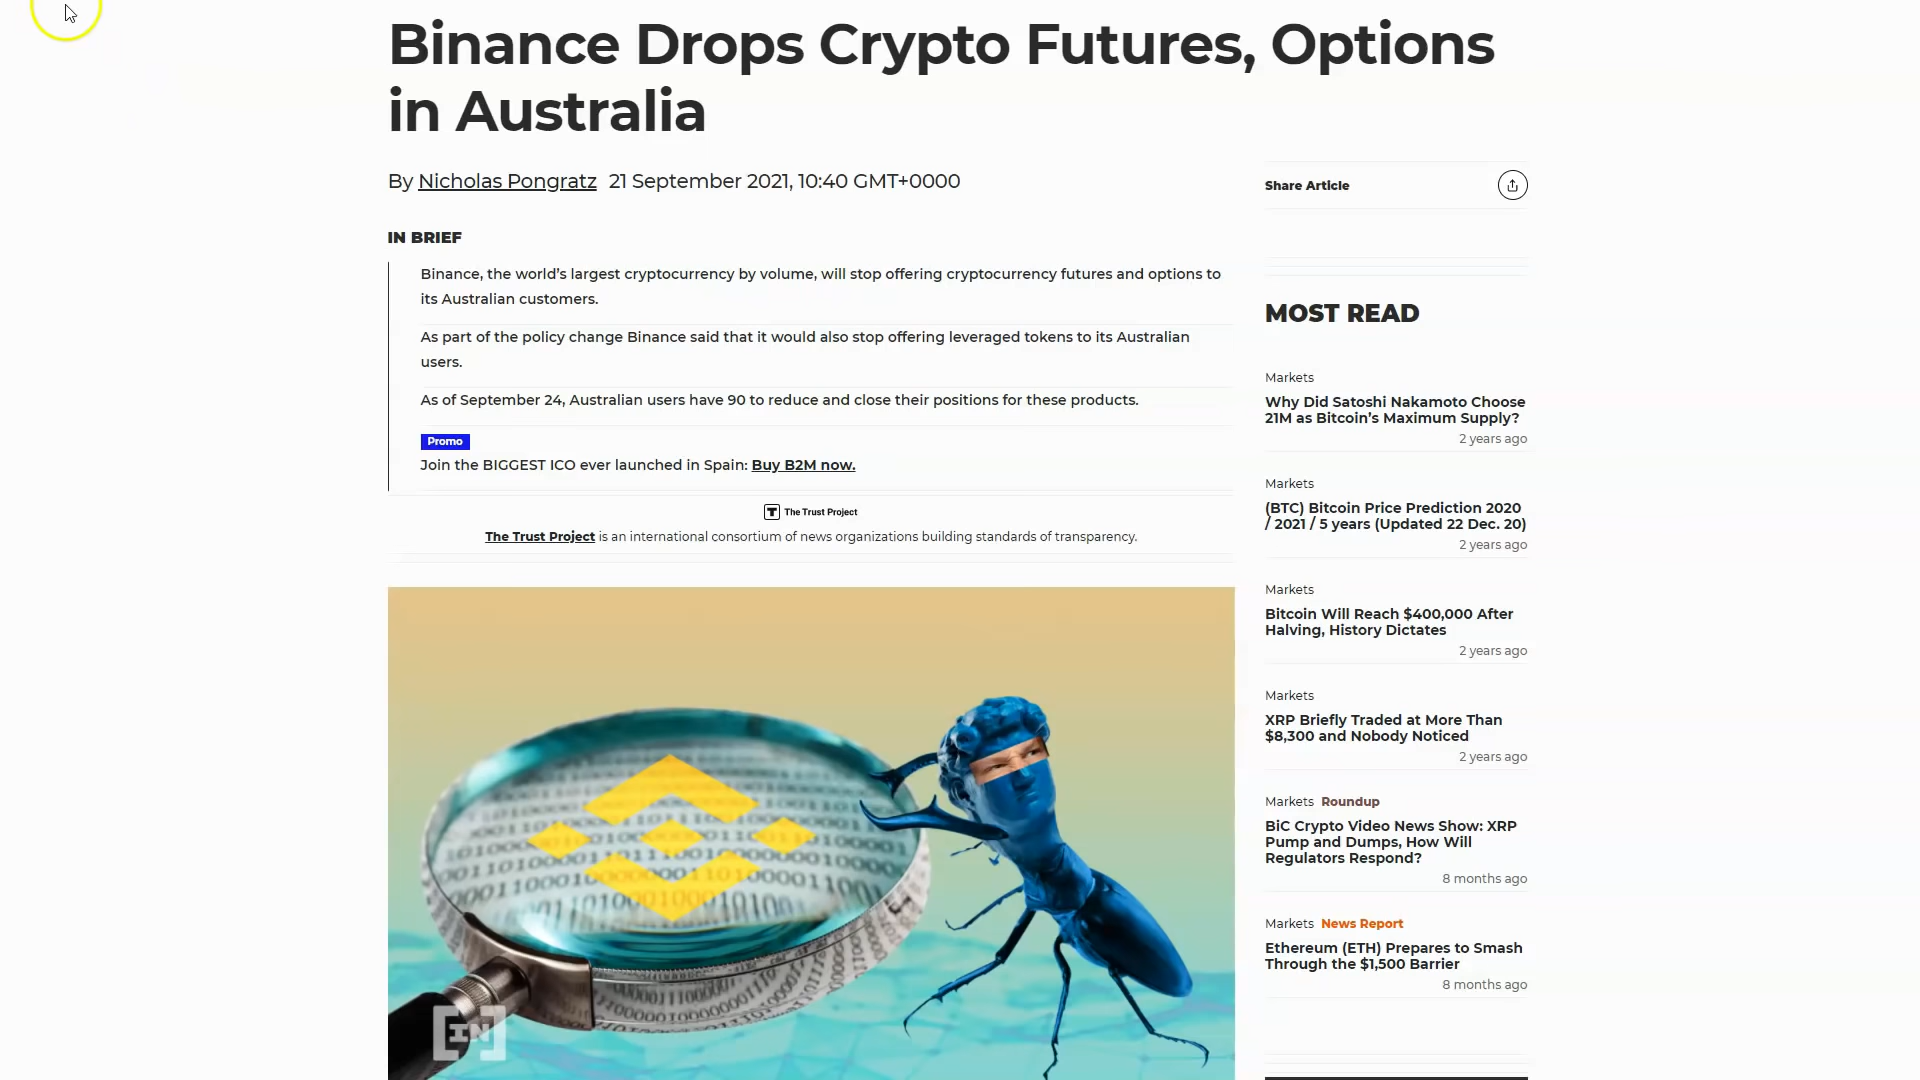 Binance Drops Crypto Futures, Options
in Australia
By Nicholas Pongratz 21 September 2021, 10:40 GMT+0000
IN BRIEF
Binance, the world's largest cryptocurrency by volume, will stop offering cryptocurrency futures and options to
its Australian customers.
As part of the policy change Binance said that it would also stop offering leveraged tokens to its Australian
users.
As of September 24, Australian users have 90 to reduce and close their positions for these products.
Promo
Join the BIGGEST ICO ever launched in Spain: Buy B2M now.
T The Trust Project
The Trust Project is an international consortium of news organizations building standards of transparency.
[IN]
Share Article
MOST READ
Markets
Why Did Satoshi Nakamoto Choose
21M as Bitcoin's Maximum Supply?
2 years ago
Markets
(BTC) Bitcoin Price Prediction 2020
/ 2021 / 5 years (Updated 22 Dec. 20)
2 years ago
Markets
Bitcoin Will Reach $400,000 After
Halving, History Dictates
2 years ago
Markets
XRP Briefly Traded at More Than
$8,300 and Nobody Noticed
2 years ago
Markets Roundup
BiC Crypto Video News Show: XRP
Pump and Dumps, How Will
Regulators Respond?
8 months ago
Markets News Report
Ethereum (ETH) Prepares to Smash
Through the $1,500 Barrier
8 months ago